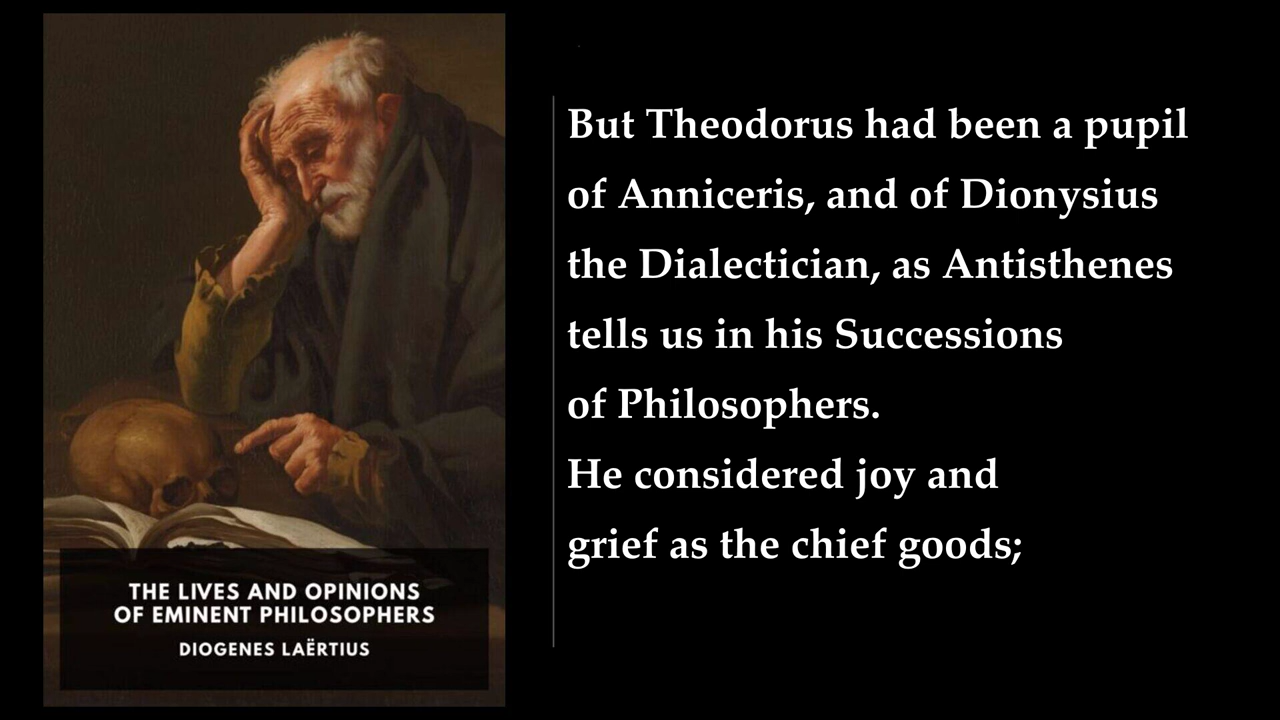 THE LIVES AND OPINIONS
OF EMINENT PHILOSOPHERS
DIOGENES LAËRTIUS
But Theodorus had been a pupil
of Anniceris, and of Dionysius
the Dialectician, as Antisthenes
tells us in his Successions
of Philosophers.
He considered joy and
grief as the chief goods;